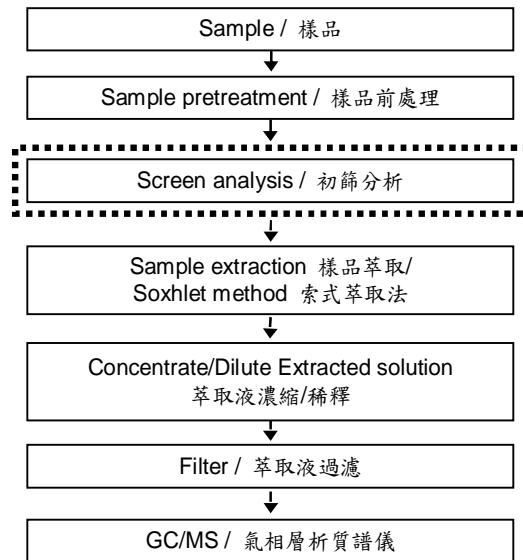 Sample / 樣品
Sample pretreatment / 樣品前處理
Screen analysis / 初篩分析
Sample extraction 樣品萃取/
Soxhlet method 索式萃取法
Concentrate/Dilute Extracted solution
萃取液濃縮/稀釋
Filter / 萃取液過濾
GC/MS / 氣相層析質譜儀